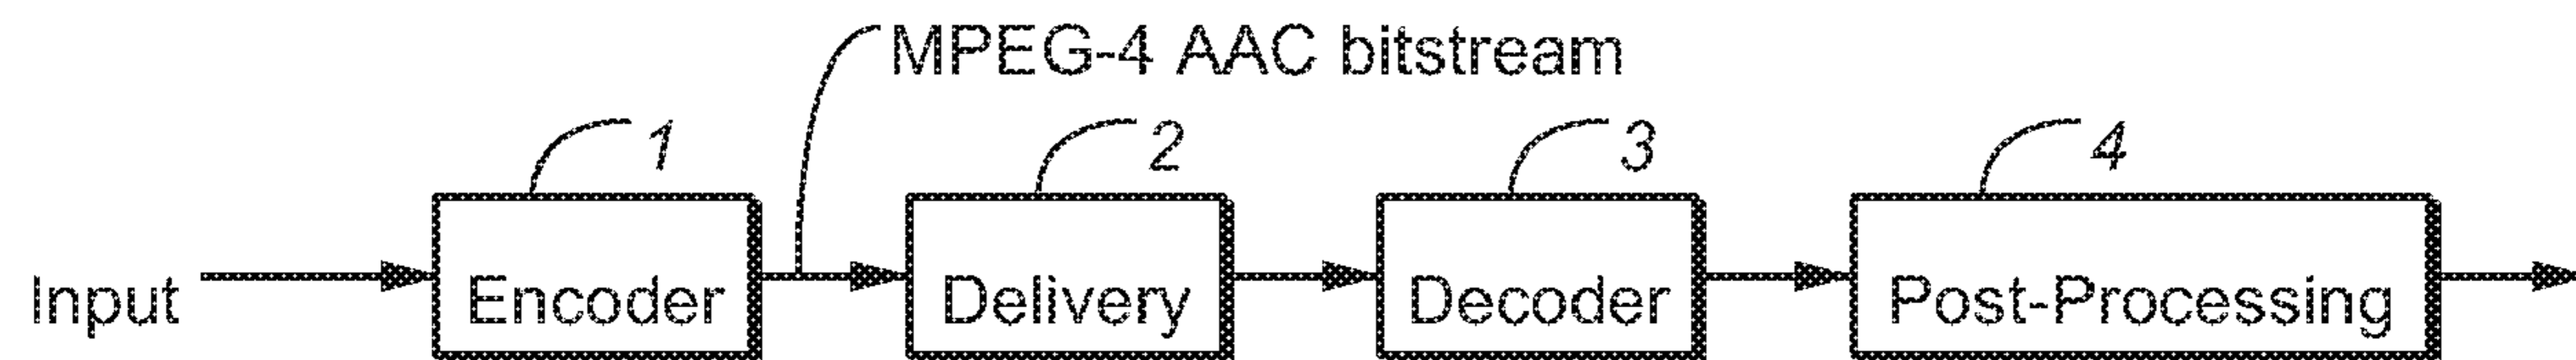 MPEG-4 AAC bitstream
1 2 3 4
Input Encoder Delivery Decoder Post-Processing